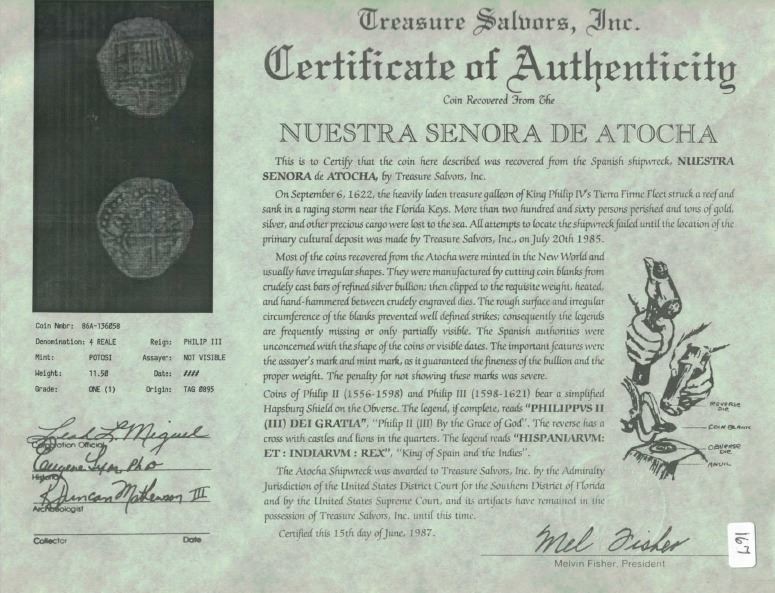 Treasure Salvors, Inc.
Certificate of Authenticity
Coin Recovered From The
NUESTRA SENORA DE ATOCHA
This is to Certify that the coin here described was recovered from the Spanish shipwreck, NUESTRA
SENORA de ATOCHA, by Treasure Salvors, Inc.
On September 6, 1622, the heavily laden treasure galleon of King Philip IV's Tierra Firme Fleet struck a reef and
sank in a raging storm near the Florida Keys. More than two hundred and sixty persons perished and tons of gold,
silver, and other precious cargo were lost to the sea. All attempts to locate the shipwreck failed until the location of the
primary cultural deposit was made by Treasure Salvors, Inc., on July 20th 1985.
Most of the coins recovered from the Atocha were minted in the New World and
usually have irregular shapes. They were manufactured by cutting coin blanks from
crudely cast bars of refined silver bullion; then clipped to the requisite weight, heated,
and hand-hammered between crudely engraved dies. The rough surface and irregular
circumference of the blanks prevented well defined strikes; consequently the legends
are frequently missing or only partially visible. The Spanish authorities were
unconcerned with the shape of the coins or visible dates. The important features were
the assayer's mark and mint mark, as it guaranteed the fineness of the bullion and the
proper weight. The penalty for not showing these marks was severe.
Coins of Philip II (1556-1598) and Philip III (1598-1621) bear a simplified
Hapsburg Shield on the Obverse. The legend, if complete, reads "PHILIPPVS II
(III) DEI GRATIA", "Philip II (III) By the Grace of God". The reverse has a
cross with castles and lions in the quarters. The legend reads "HISPANIARVM:
ET : INDIARVM : REX", "King of Spain and the Indies".
The Atocha Shipwreck was awarded to Treasure Salvors, Inc. by the Admiralty
Jurisdiction of the United States District Court for the Southern District of Florida
and by the United States Supreme Court, and its artifacts have remained in the
possession of Treasure Salvors, Inc. until this time.
Certified this 15th day of June, 1987.
Mel Fisher
Melvin Fisher, President
Coin Nmbr: 86A-136058
Denomination: 4 REALE Reign: PHILIP III
Mint: POTOSI Assayer: NOT VISIBLE
Weight: 11.50 Date: ####
Grade: ONE (1) Origin: TAG 0895
Corporation Official
Eugene Lyon PhD
Historian
R Duncan Mathewson III
Archaeologist
Collector Date
REVERSE
DIE
COIN BLANK
OBVERSE
DIE
ANVIL
167